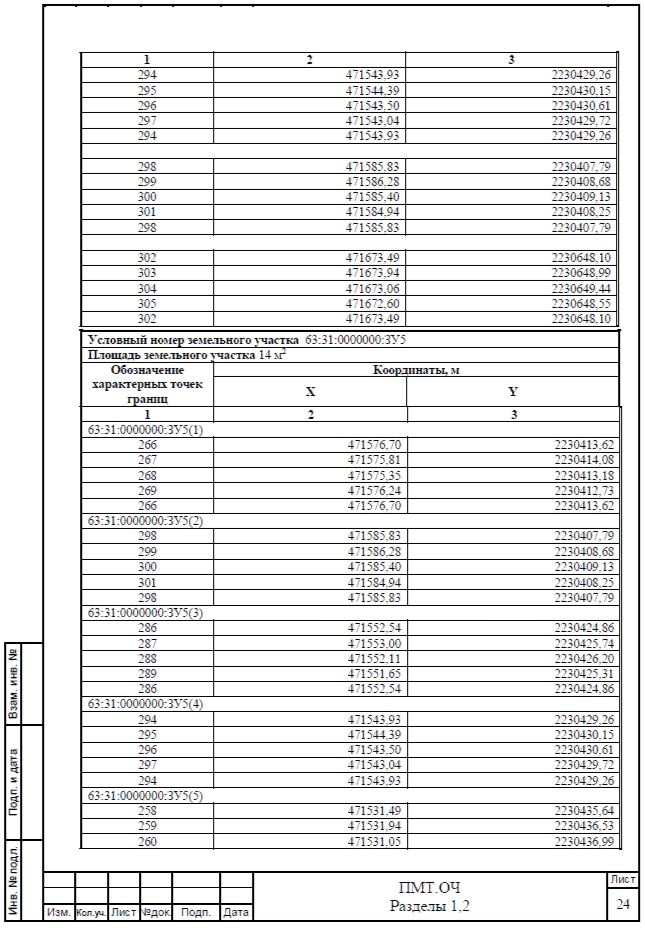 1 2 3
294 471543,93 2230429,26
295 471544,39 2230430,15
296 471543,50 2230430,61
297 471543,04 2230429,72
294 471543,93 2230429,26
298 471585,83 2230407,79
299 471586,28 2230408,68
300 471585,40 2230409,13
301 471584,94 2230408,25
298 471585,83 2230407,79
302 471673,49 2230648,10
303 471673,94 2230648,99
304 471673,06 2230649,44
305 471672,60 2230648,55
302 471673,49 2230648,10
Условный номер земельного участка 63:31:0000000:ЗУ5
Площадь земельного участка 14 м²
Обозначение характерных точек границ
Координаты, м
X Y
1 2 3
63:31:0000000:ЗУ5(1)
266 471576,70 2230413,62
267 471575,81 2230414,08
268 471575,35 2230413,18
269 471576,24 2230412,73
266 471576,70 2230413,62
63:31:0000000:ЗУ5(2)
298 471585,83 2230407,79
299 471586,28 2230408,68
300 471585,40 2230409,13
301 471584,94 2230408,25
298 471585,83 2230407,79
63:31:0000000:ЗУ5(3)
286 471552,54 2230424,86
287 471553,00 2230425,74
288 471552,11 2230426,20
289 471551,65 2230425,31
286 471552,54 2230424,86
63:31:0000000:ЗУ5(4)
294 471543,93 2230429,26
295 471544,39 2230430,15
296 471543,50 2230430,61
297 471543,04 2230429,72
294 471543,93 2230429,26
63:31:0000000:ЗУ5(5)
258 471531,49 2230435,64
259 471531,94 2230436,53
260 471531,05 2230436,99
Взам. инв. №
Подп. и дата
Инв. № подл.
Изм. Кол.уч. Лист №док. Подп. Дата
ПМТ.ОЧ
Разделы 1,2
Лист
24